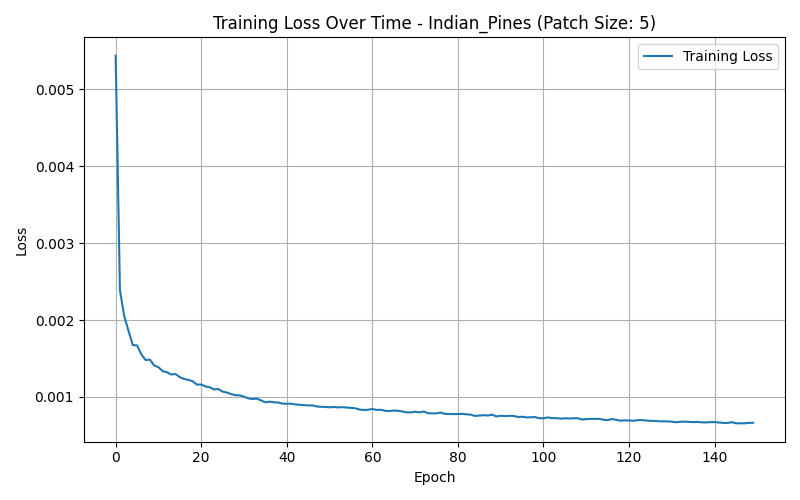 Training Loss Over Time - Indian_Pines (Patch Size: 5)
Training Loss
0.005
0.004
0.003
0.002
0.001
Loss
0 20 40 60 80 100 120 140
Epoch